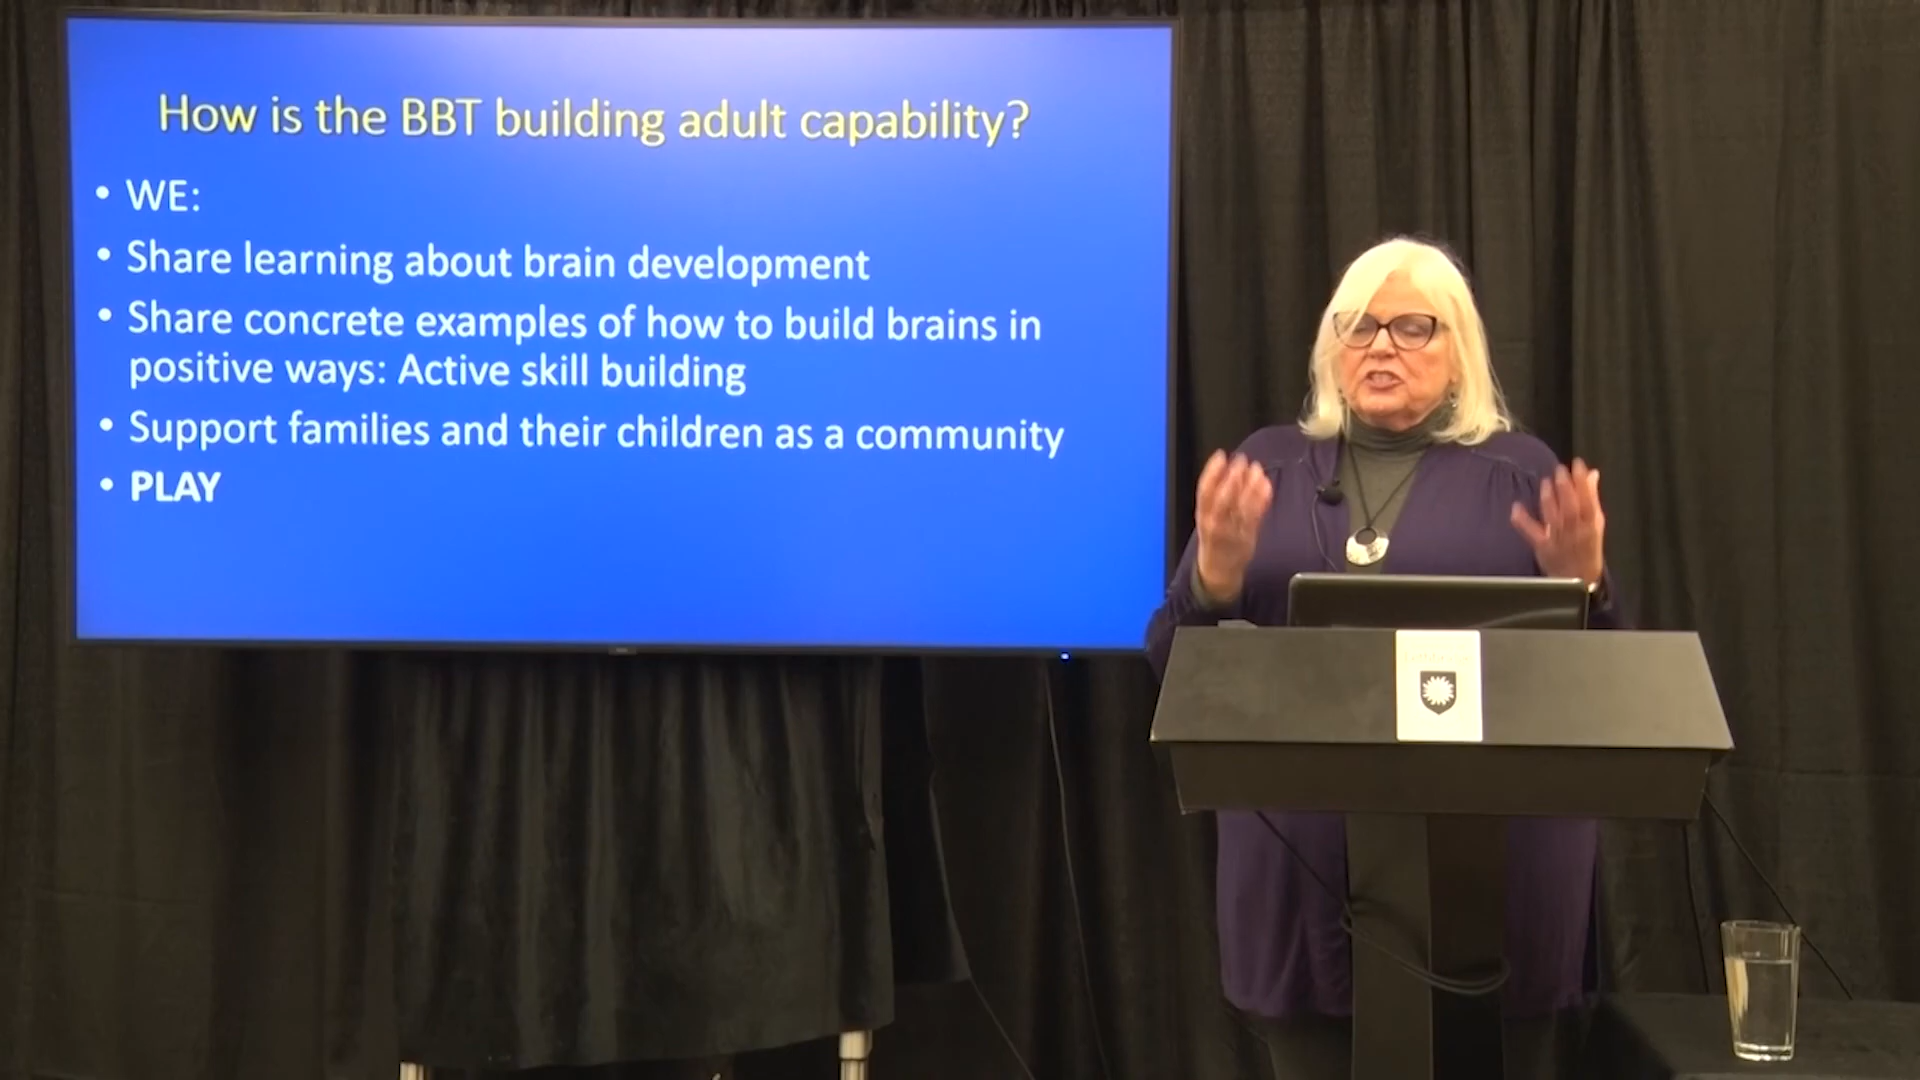 How is the BBT building adult capability?
• WE:
• Share learning about brain development
• Share concrete examples of how to build brains in
positive ways: Active skill building
• Support families and their children as a community
• PLAY